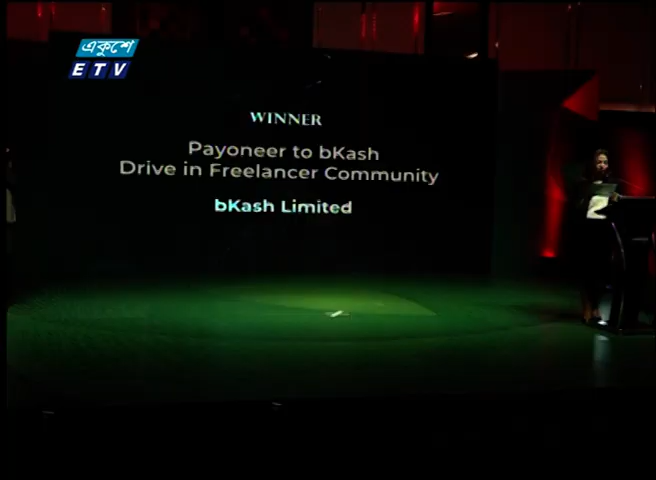 একুশে
ETV
WINNER
Payoneer to bKash
Drive in Freelancer Community
bKash Limited